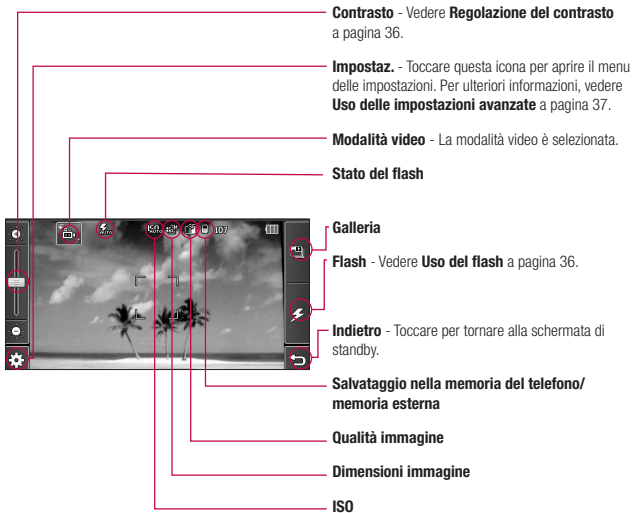 Contrasto - Vedere Regolazione del contrasto
a pagina 36.
Impostaz. - Toccare questa icona per aprire il menu
delle impostazioni. Per ulteriori informazioni, vedere
Uso delle impostazioni avanzate a pagina 37.
Modalità video - La modalità video è selezionata.
Stato del flash
AUTO
ISO
AUTO
107
Galleria
Flash - Vedere Uso del flash a pagina 36.
Indietro - Toccare per tornare alla schermata di
standby.
Salvataggio nella memoria del telefono/
memoria esterna
Qualità immagine
Dimensioni immagine
ISO